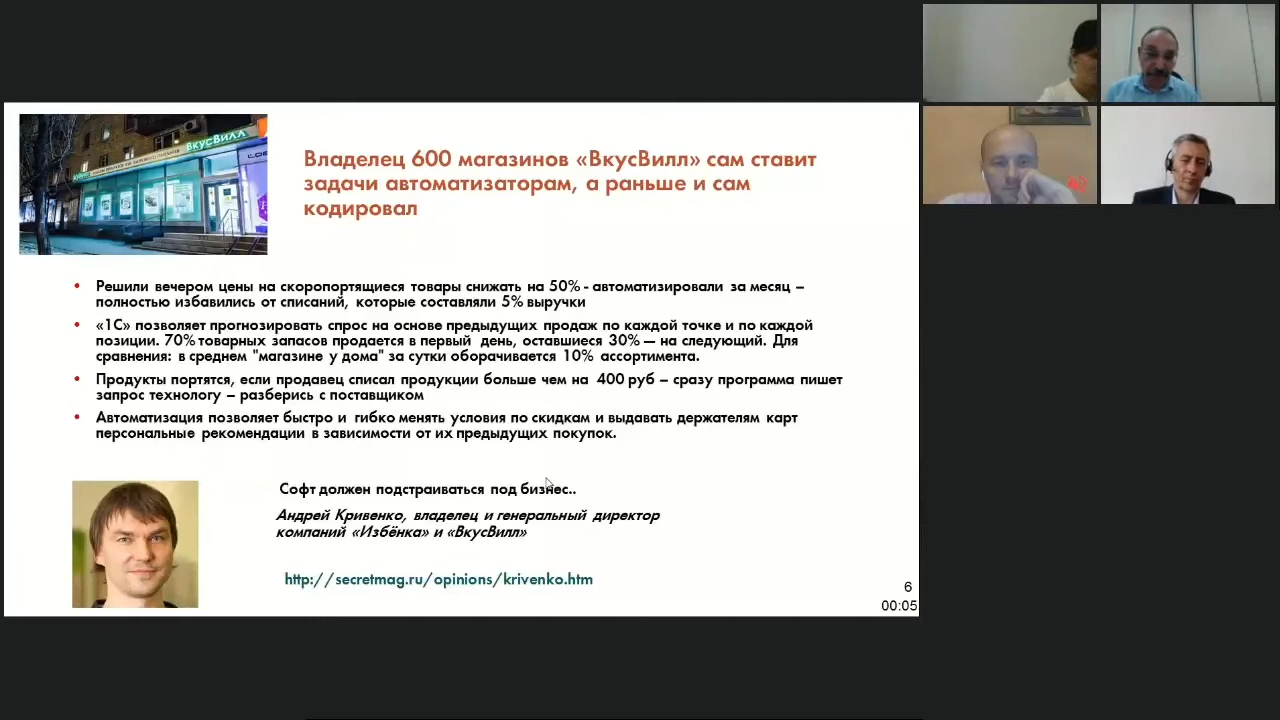 ВкусВилл
Владелец 600 магазинов «ВкусВилл» сам ставит
задачи автоматизаторам, а раньше и сам
кодировал
• Решили вечером цены на скоропортящиеся товары снижать на 50% - автоматизировали за месяц –
полностью избавились от списаний, которые составляли 5% выручки
• «1С» позволяет прогнозировать спрос на основе предыдущих продаж по каждой точке и по каждой
позиции. 70% товарных запасов продается в первый день, оставшиеся 30% — на следующий. Для
сравнения: в среднем "магазине у дома" за сутки оборачивается 10% ассортимента.
• Продукты портятся, если продавец списал продукции больше чем на 400 руб – сразу программа пишет
запрос технологу – разберись с поставщиком
• Автоматизация позволяет быстро и гибко менять условия по скидкам и выдавать держателям карт
персональные рекомендации в зависимости от их предыдущих покупок.
Софт должен подстраиваться под бизнес..
Андрей Кривенко, владелец и генеральный директор
компаний «Избёнка» и «ВкусВилл»
http://secretmag.ru/opinions/krivenko.htm
6
00:05